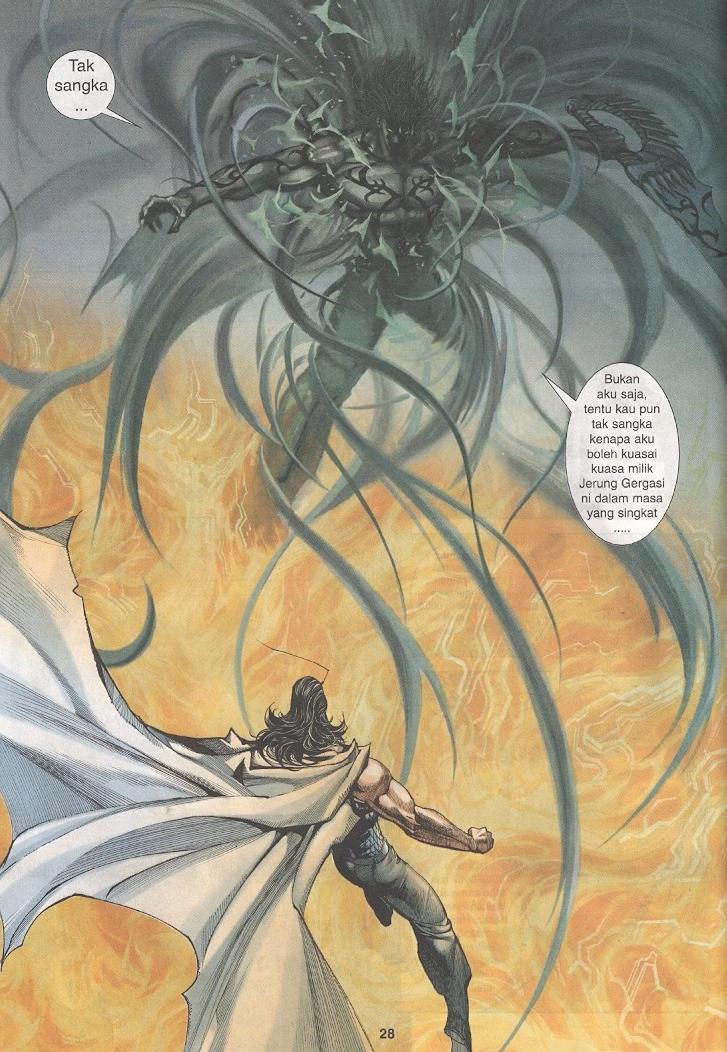 Tak
sangka
...
Bukan
aku saja,
tentu kau pun
tak sangka
kenapa aku
boleh kuasai
kuasa milik
Jerung Gergasi
ni dalam masa
yang singkat
.....
28